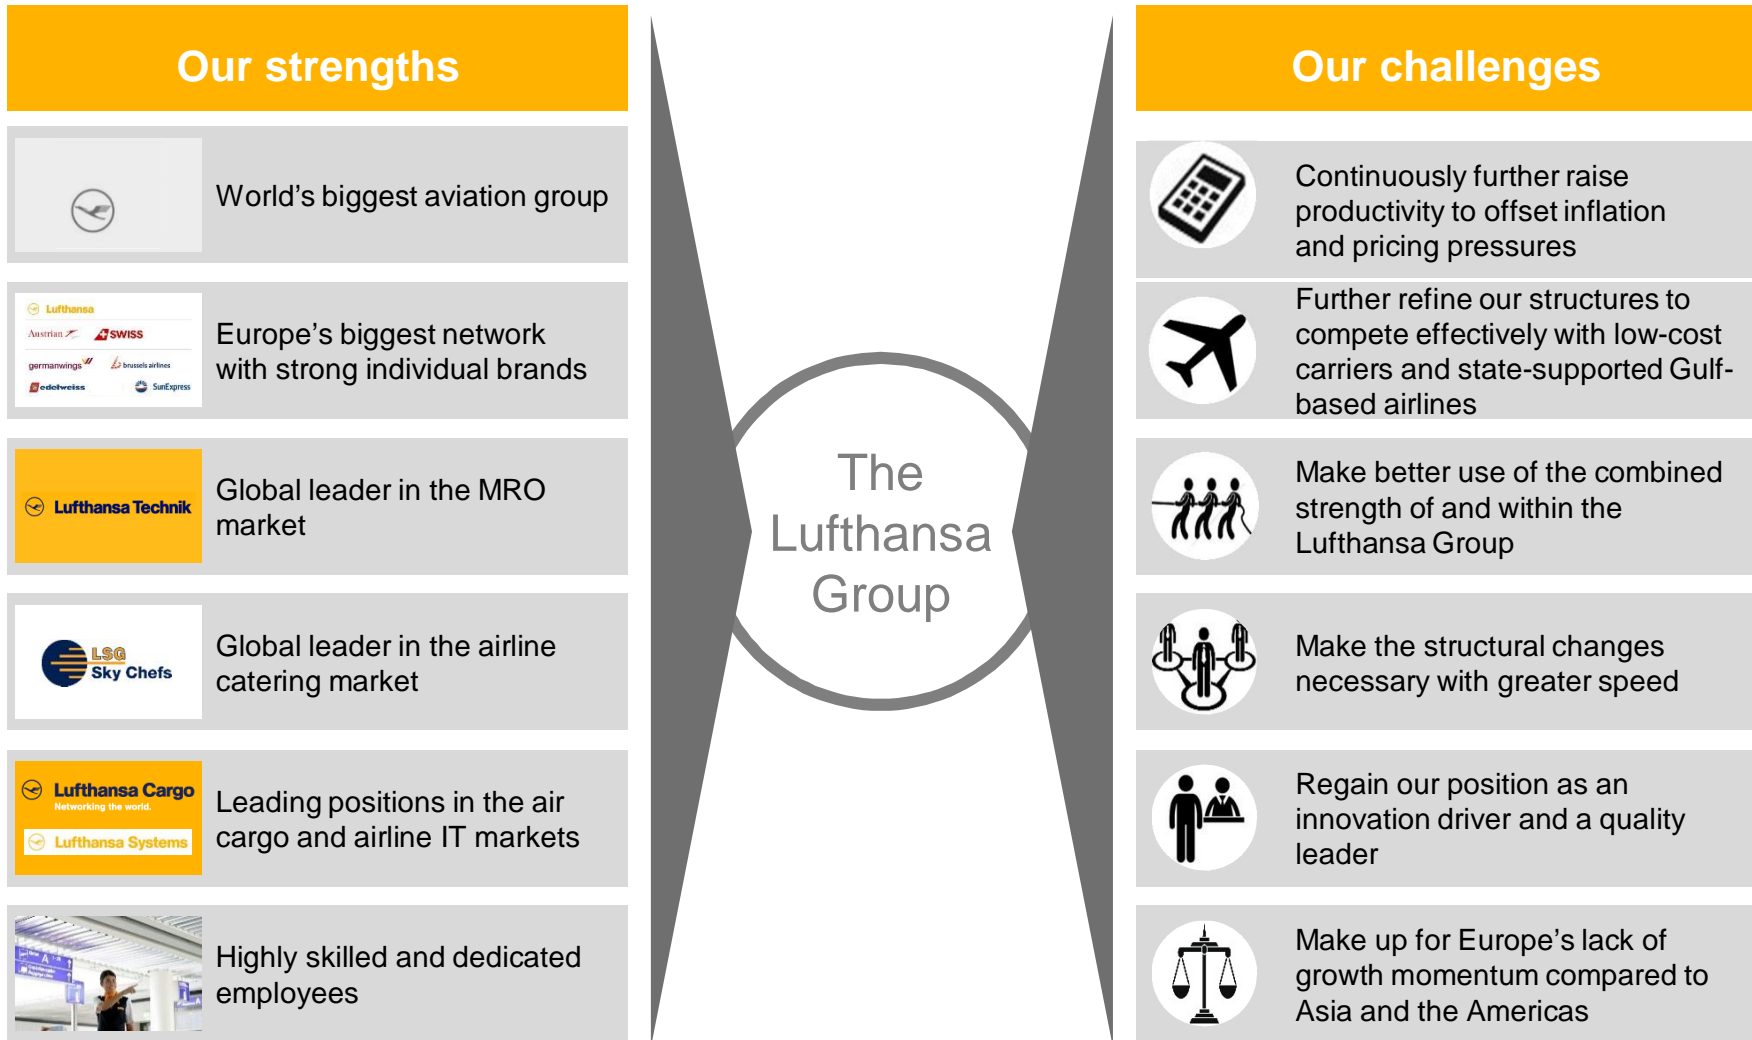 Our strengths
World's biggest aviation group
Lufthansa
Austrian
SWISS
germanwings
brussels airlines
edelweiss
SunExpress
Europe's biggest network
with strong individual brands
Lufthansa Technik
Global leader in the MRO
market
LSG
Sky Chefs
Global leader in the airline
catering market
Lufthansa Cargo
Networking the world.
Lufthansa Systems
Leading positions in the air
cargo and airline IT markets
A
Highly skilled and dedicated
employees
The
Lufthansa
Group
Our challenges
Continuously further raise
productivity to offset inflation
and pricing pressures
Further refine our structures to
compete effectively with low-cost
carriers and state-supported Gulf-
based airlines
Make better use of the combined
strength of and within the
Lufthansa Group
Make the structural changes
necessary with greater speed
Regain our position as an
innovation driver and a quality
leader
Make up for Europe's lack of
growth momentum compared to
Asia and the Americas